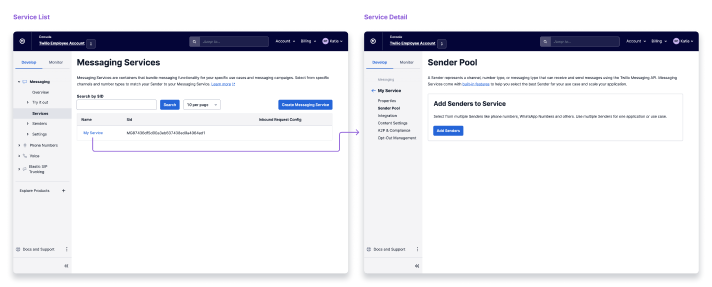 Service List
Console
Twilio Employee Account
Jump to...
Account
Billing
Katie
Develop
Monitor
Messaging
Overview
Try it out
Services
Senders
Settings
Phone Numbers
Voice
Elastic SIP
Trunking
Explore Products +
Docs and Support
Messaging Services
Messaging Services are containers that bundle messaging functionality for your specific use cases and messaging campaigns. Select from specific
channels and number types to match your Sender to your Messaging Service. Learn more
Search by SID
Search
10 per page
Create Messaging Service
Name
Sid
Inbound Request Config
My Service
Service Detail
Console
Twilio Employee Account
Jump to...
Account
Billing
Katie
Develop
Monitor
Messaging
My Service
Properties
Sender Pool
Integration
Content Settings
A2P & Compliance
Opt-Out Management
Docs and Support
Sender Pool
A Sender represents a channel, number type, or messaging type that can receive and send messages using the Twilio Messaging API. Messaging
Services come with built-in features to help you select the best Sender for your use case and scale your application.
Add Senders to Service
Select from multiple Senders like phone numbers, WhatsApp Numbers and others. Use multiple Senders for one application or use case.
Add Senders